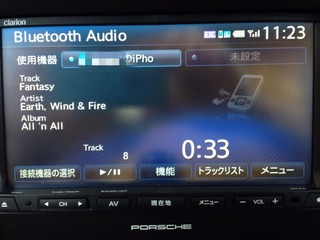 clarion
Bluetooth Audio
ETC
11:23
使用機器
DiPho
未設定
Track
Fantasy
Artist
Earth, Wind & Fire
Album
All 'n All
Track 8
0:33
接続機器の選択
►/II
機能
トラックリスト
メニュー
CH
AV
現在地
メニュー
− VOL +
PORSCHE